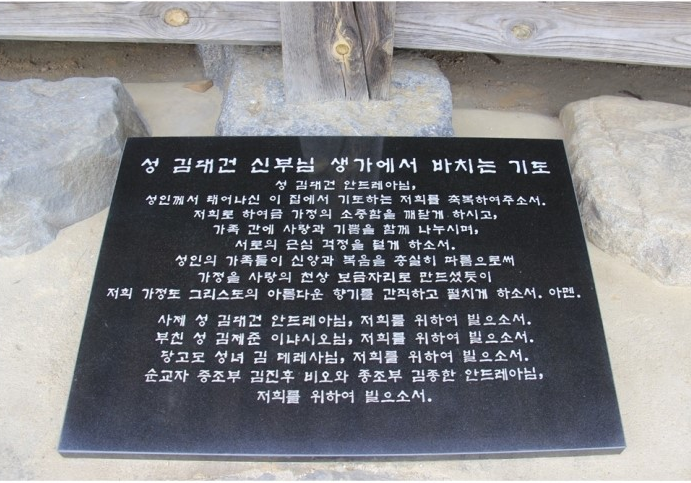 성 김대건 신부님 생가에서 바치는 기도
성 김대건 안드레아님,
성인께서 태어나신 이 집에서 기도하는 저희를 축복하여주소서.
저희로 하여금 가정의 소중함을 깨닫게 하시고,
가족 간에 사랑과 기쁨을 함께 나누시며,
서로의 근심 걱정을 덜게 하소서.
성인의 가족들이 신앙과 복음을 충실히 따름으로써
가정을 사랑의 천상 보금자리로 만드셨듯이
저희 가정도 그리스도의 아름다운 향기를 간직하고 펼치게 하소서. 아멘.
사제 성 김대건 안드레아님, 저희를 위하여 빌으소서.
부친 성 김제준 이냐시오님, 저희를 위하여 빌으소서.
당고모 성녀 김 데레사님, 저희를 위하여 빌으소서.
순교자 증조부 김진후 비오와 종조부 김종한 안드레아님,
저희를 위하여 빌으소서.